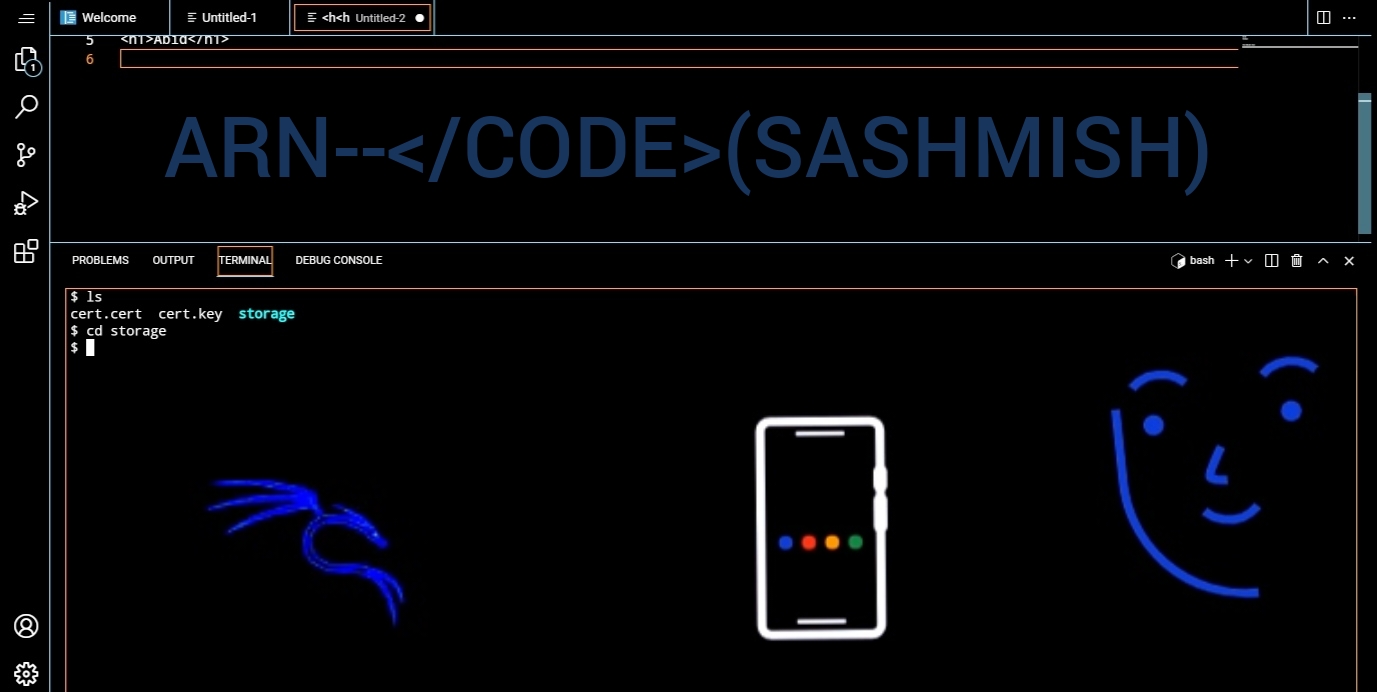 Welcome
Untitled-1
<h<h Untitled-2
5 <h1>Abid</h1>
6
ARN--</CODE>(SASHMISH)
1
PROBLEMS OUTPUT TERMINAL DEBUG CONSOLE
bash
$ ls
cert.cert cert.key storage
$ cd storage
$